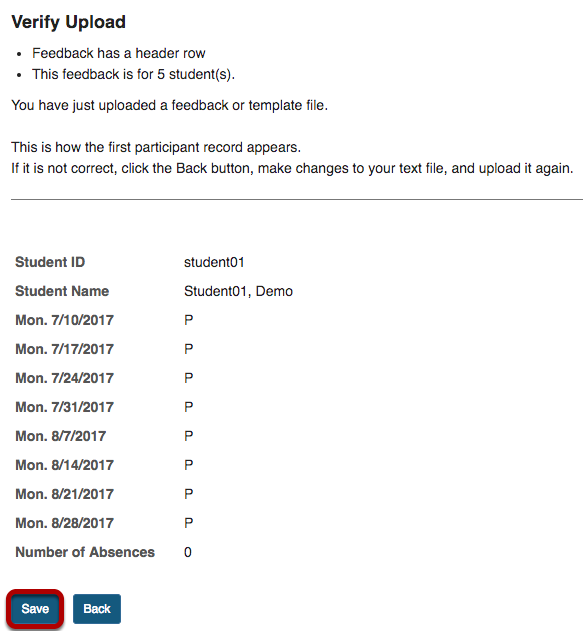 Verify Upload
• Feedback has a header row
• This feedback is for 5 student(s).
You have just uploaded a feedback or template file.
This is how the first participant record appears.
If it is not correct, click the Back button, make changes to your text file, and upload it again.
Student ID student01
Student Name Student01, Demo
Mon. 7/10/2017 P
Mon. 7/17/2017 P
Mon. 7/24/2017 P
Mon. 7/31/2017 P
Mon. 8/7/2017 P
Mon. 8/14/2017 P
Mon. 8/21/2017 P
Mon. 8/28/2017 P
Number of Absences 0
Save Back